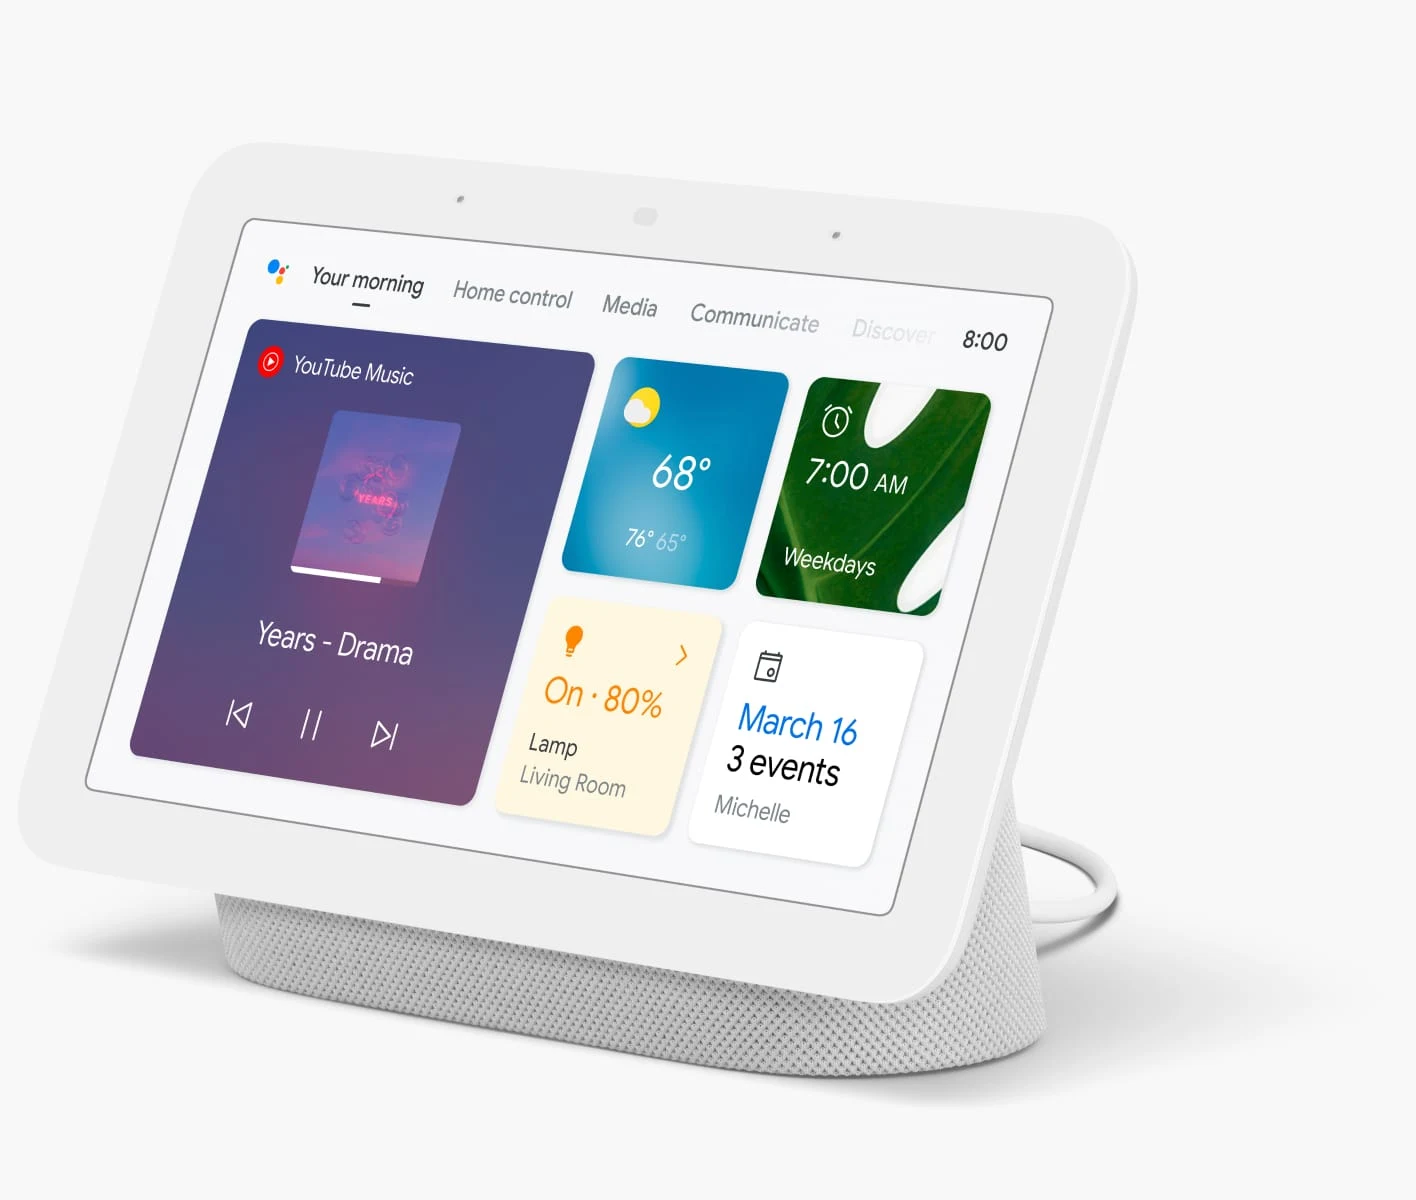 Your morning
Home control
Media
Communicate
Discover
8:00
YouTube Music
YEARS
Years - Drama
68°
76° 65°
7:00 AM
Weekdays
On · 80%
Lamp
Living Room
March 16
3 events
Michelle